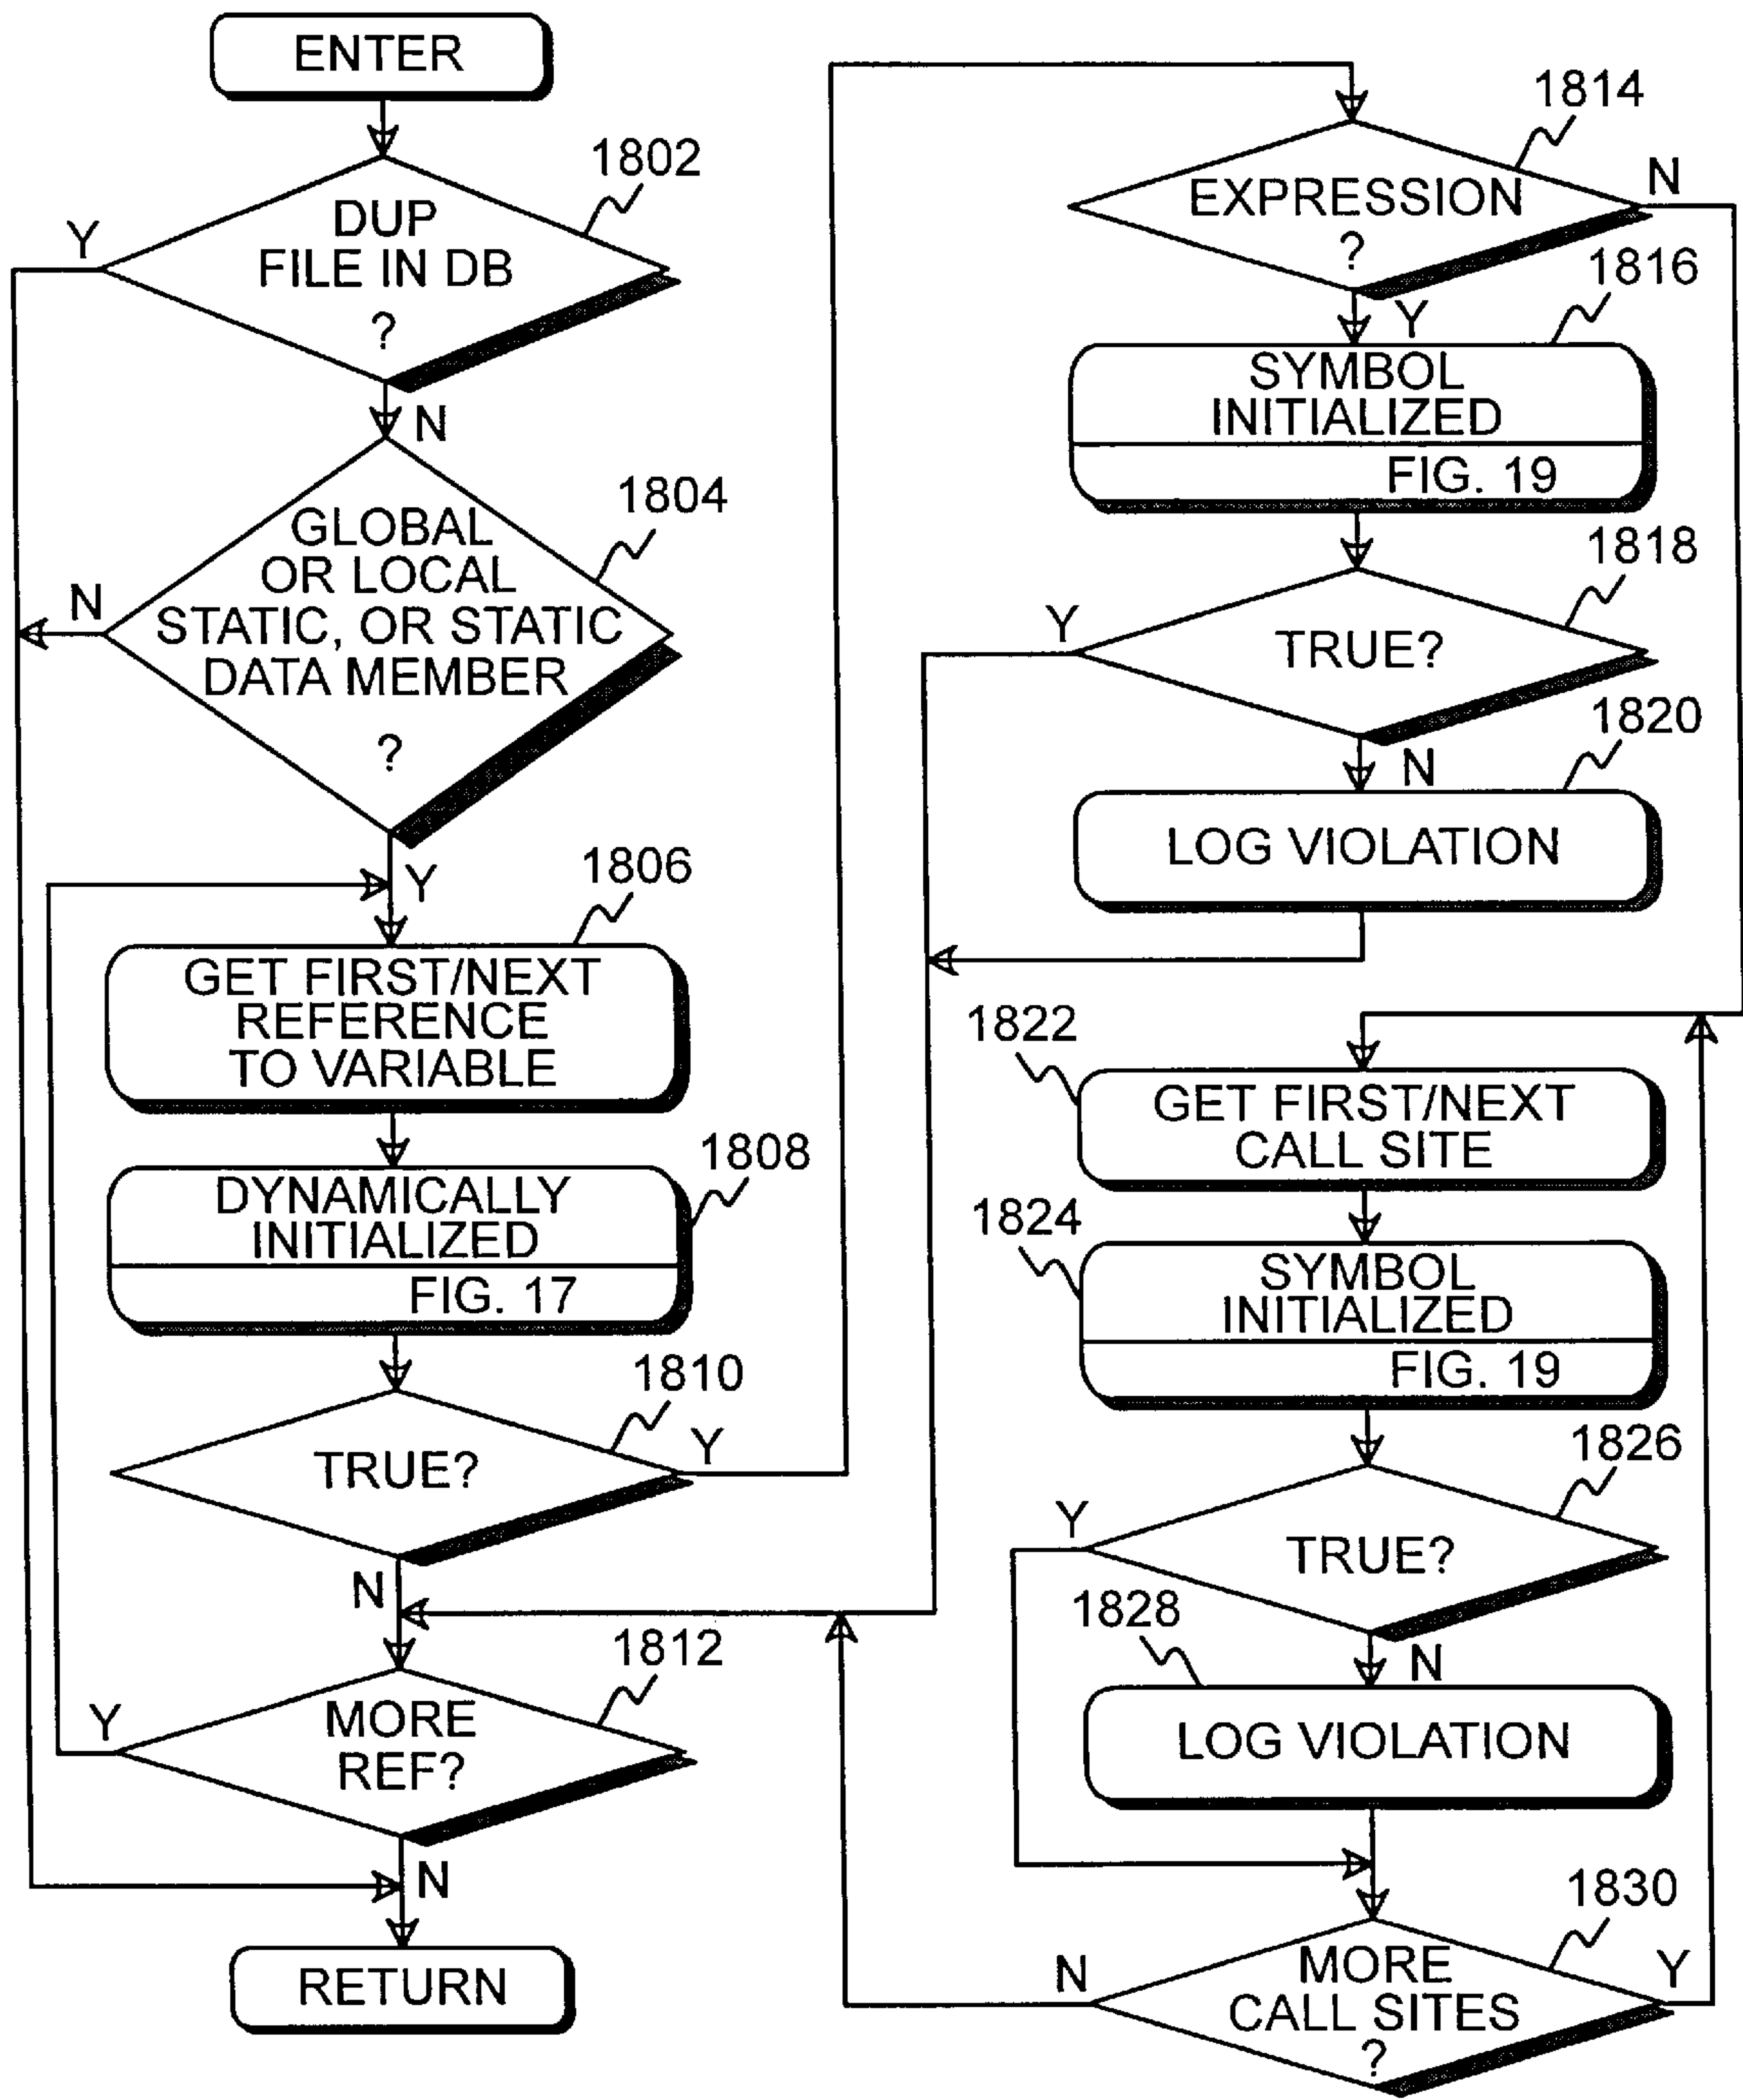 ENTER
1802
DUP
FILE IN DB
?
Y
N
1804
GLOBAL
OR LOCAL
STATIC, OR STATIC
DATA MEMBER
?
N
Y
1806
GET FIRST/NEXT
REFERENCE
TO VARIABLE
1808
DYNAMICALLY
INITIALIZED
FIG. 17
1810
TRUE?
Y
N
1812
MORE
REF?
Y
N
RETURN
1814
EXPRESSION
?
N
Y
1816
SYMBOL
INITIALIZED
FIG. 19
1818
TRUE?
Y
N
1820
LOG VIOLATION
1822
GET FIRST/NEXT
CALL SITE
1824
SYMBOL
INITIALIZED
FIG. 19
1826
TRUE?
Y
N
1828
LOG VIOLATION
1830
MORE
CALL SITES
?
N
Y